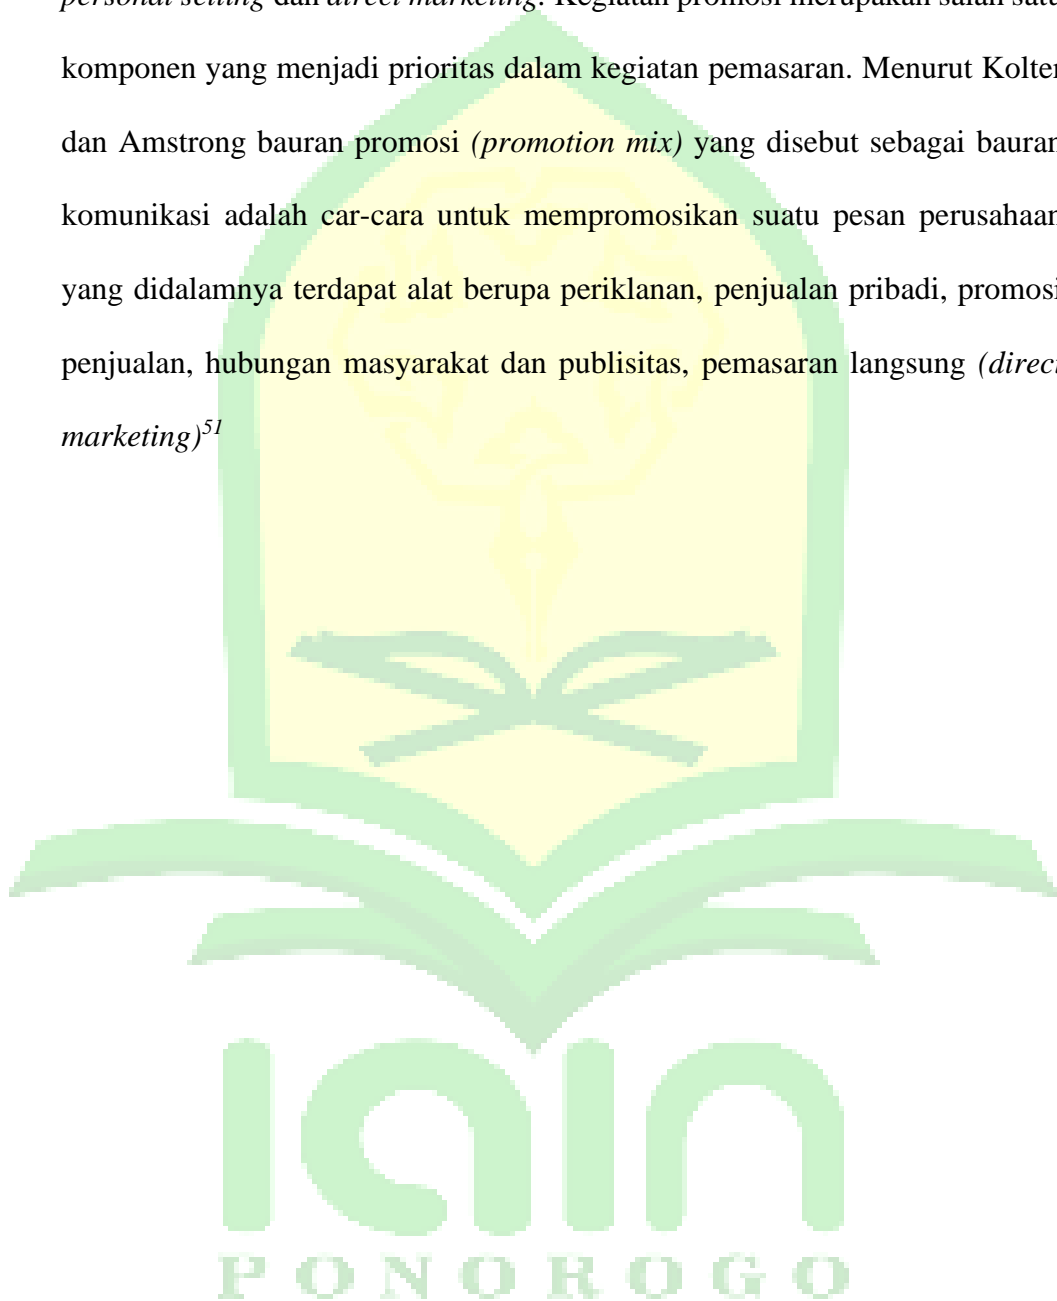 personal selling dan direct marketing. Kegiatan promosi merupakan salah satu
komponen yang menjadi prioritas dalam kegiatan pemasaran. Menurut Kolter
dan Amstrong bauran promosi (promotion mix) yang disebut sebagai bauran
komunikasi adalah car-cara untuk mempromosikan suatu pesan perusahaan
yang didalamnya terdapat alat berupa periklanan, penjualan pribadi, promosi
penjualan, hubungan masyarakat dan publisitas, pemasaran langsung (direct
marketing)51
IAIN
PONOROGO